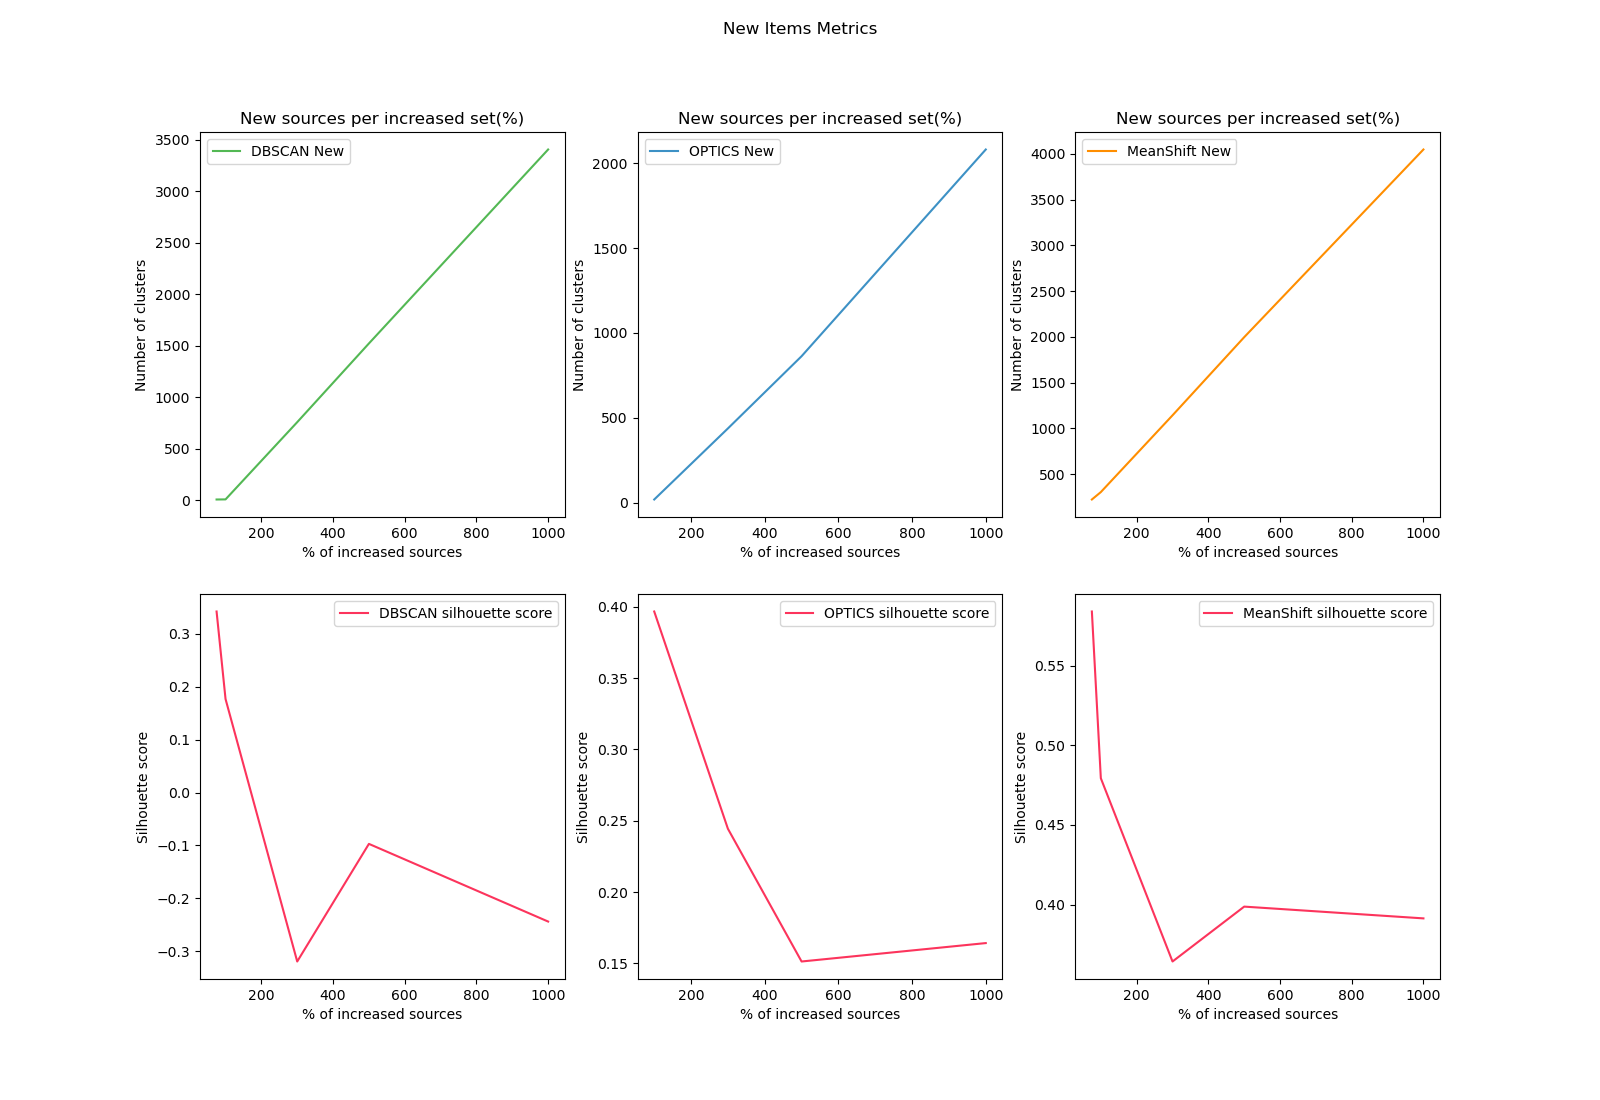 New Items Metrics
New sources per increased set(%)
DBSCAN New
3500
3000
2500
2000
1500
1000
500
0
Number of clusters
200 400 600 800 1000
% of increased sources
New sources per increased set(%)
OPTICS New
2000
1500
1000
500
0
Number of clusters
200 400 600 800 1000
% of increased sources
New sources per increased set(%)
MeanShift New
4000
3500
3000
2500
2000
1500
1000
500
Number of clusters
200 400 600 800 1000
% of increased sources
DBSCAN silhouette score
0.3
0.2
0.1
0.0
−0.1
−0.2
−0.3
Silhouette score
200 400 600 800 1000
% of increased sources
OPTICS silhouette score
0.40
0.35
0.30
0.25
0.20
0.15
Silhouette score
200 400 600 800 1000
% of increased sources
MeanShift silhouette score
0.55
0.50
0.45
0.40
Silhouette score
200 400 600 800 1000
% of increased sources